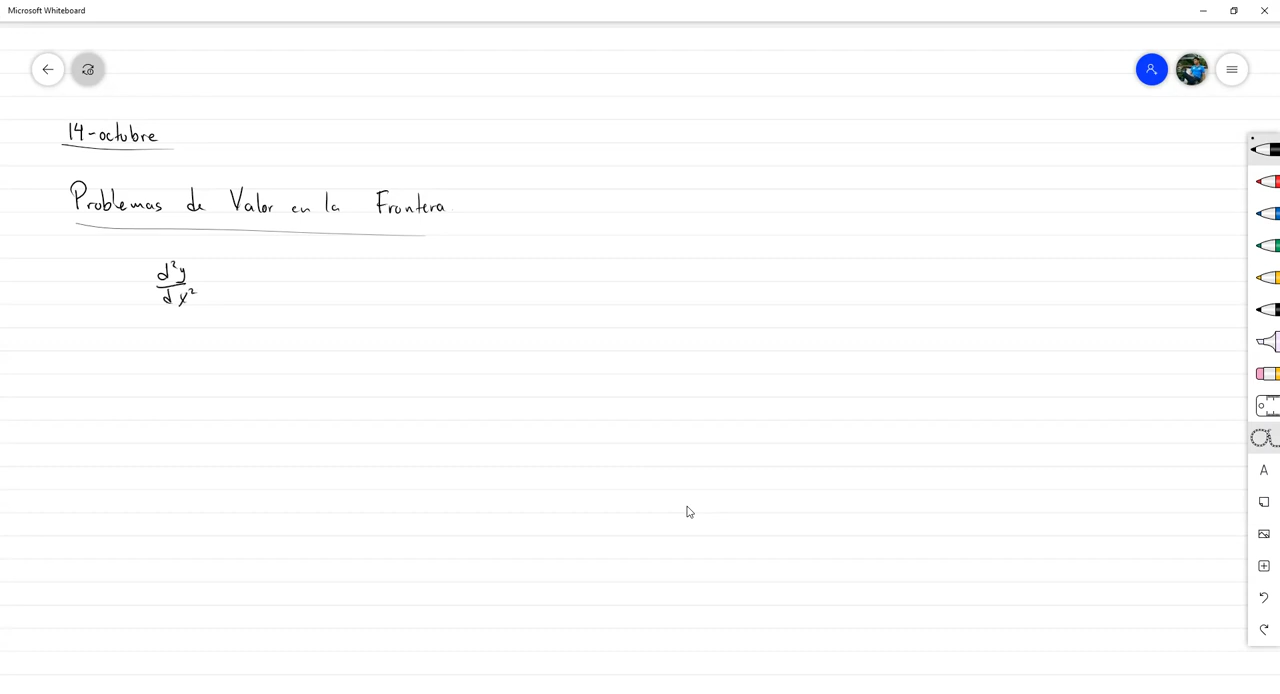 Microsoft Whiteboard
14-octubre
Problemas de Valor en la Frontera.
d²y
dx²
A